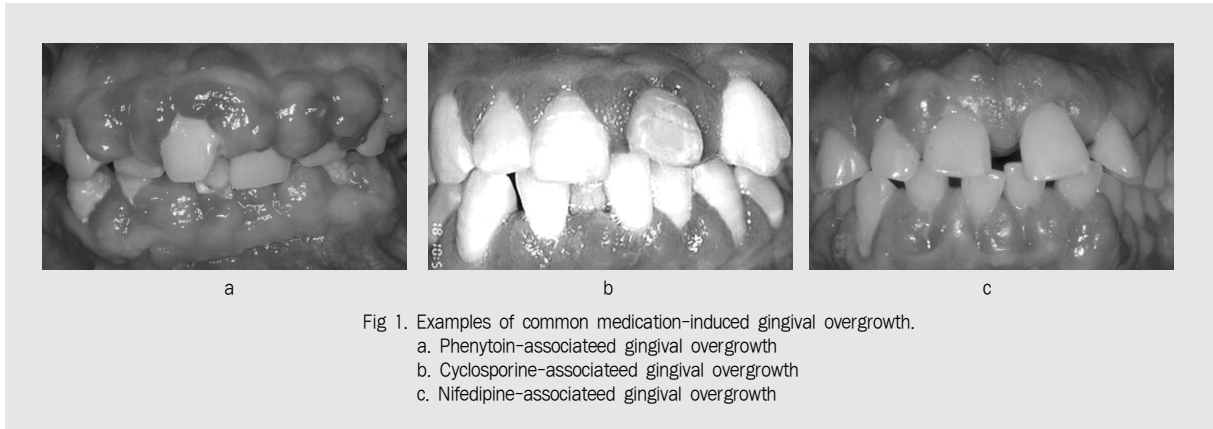 a
b
c
Fig 1. Examples of common medication-induced gingival overgrowth.
a. Phenytoin-associateed gingival overgrowth
b. Cyclosporine-associateed gingival overgrowth
c. Nifedipine-associateed gingival overgrowth